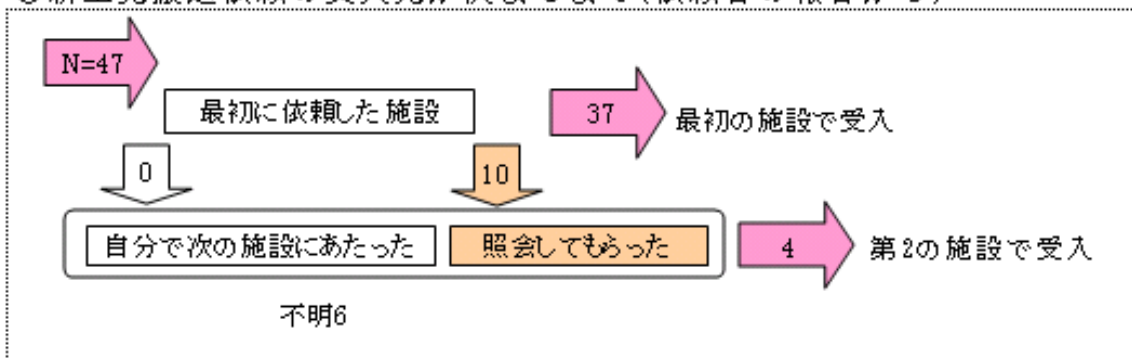 N=47
最初に依頼した施設
37
最初の施設で受入
0
10
自分で次の施設にあたった
照会してもらった
4
第2の施設で受入
不明6